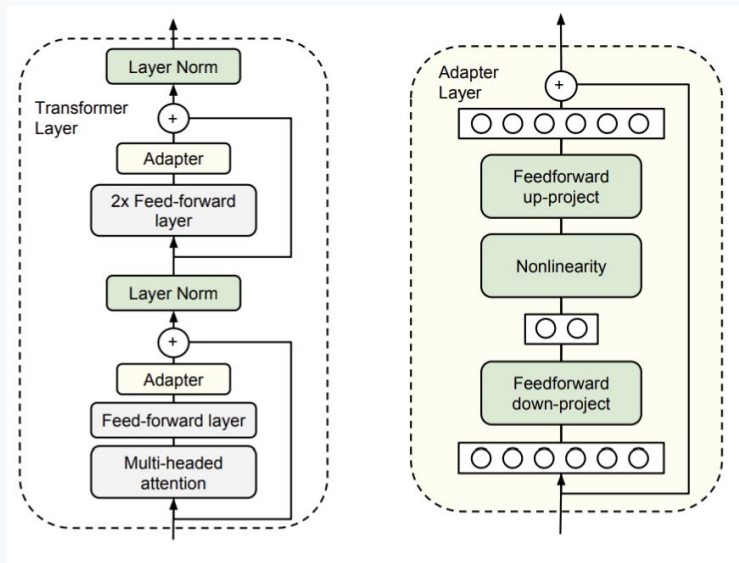 Layer Norm
Transformer
Layer
+
Adapter
2x Feed-forward
layer
Layer Norm
+
Adapter
Feed-forward layer
Multi-headed
attention
Adapter
Layer
+
Feedforward
up-project
Nonlinearity
Feedforward
down-project